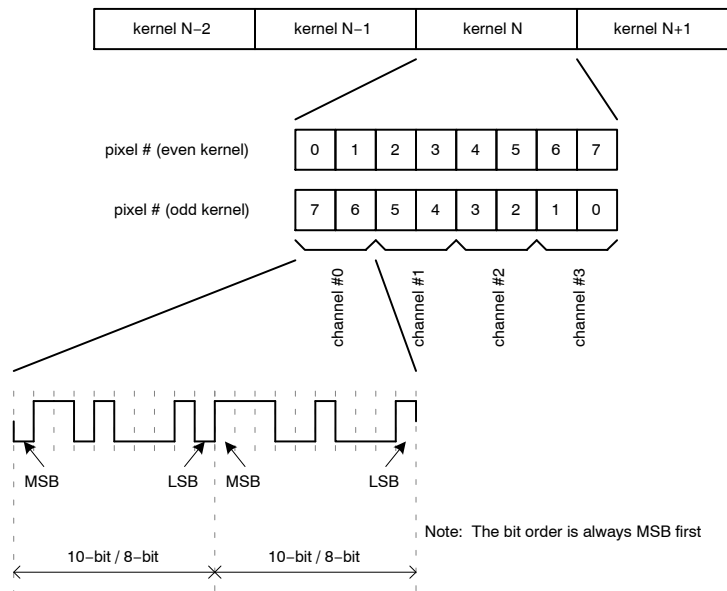 kernel N−2 kernel N−1 kernel N kernel N+1
pixel # (even kernel) 0 1 2 3 4 5 6 7
pixel # (odd kernel) 7 6 5 4 3 2 1 0
channel #0 channel #1 channel #2 channel #3
MSB LSB MSB LSB
Note: The bit order is always MSB first
10−bit / 8−bit 10−bit / 8−bit